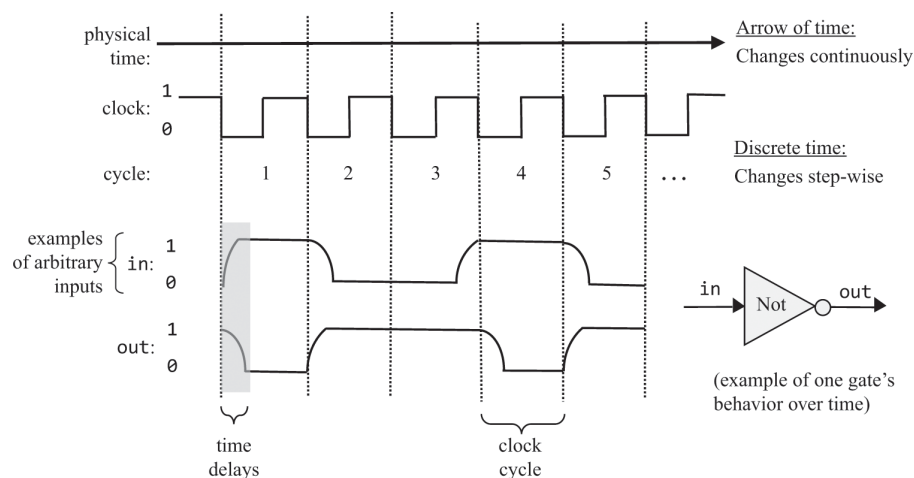 physical
time:
Arrow of time:
Changes continuously
clock:
1
0
cycle:
1 2 3 4 5 ...
Discrete time:
Changes step-wise
examples
of arbitrary
inputs
in:
1
0
out:
1
0
in
Not
out
(example of one gate’s
behavior over time)
time
delays
clock
cycle